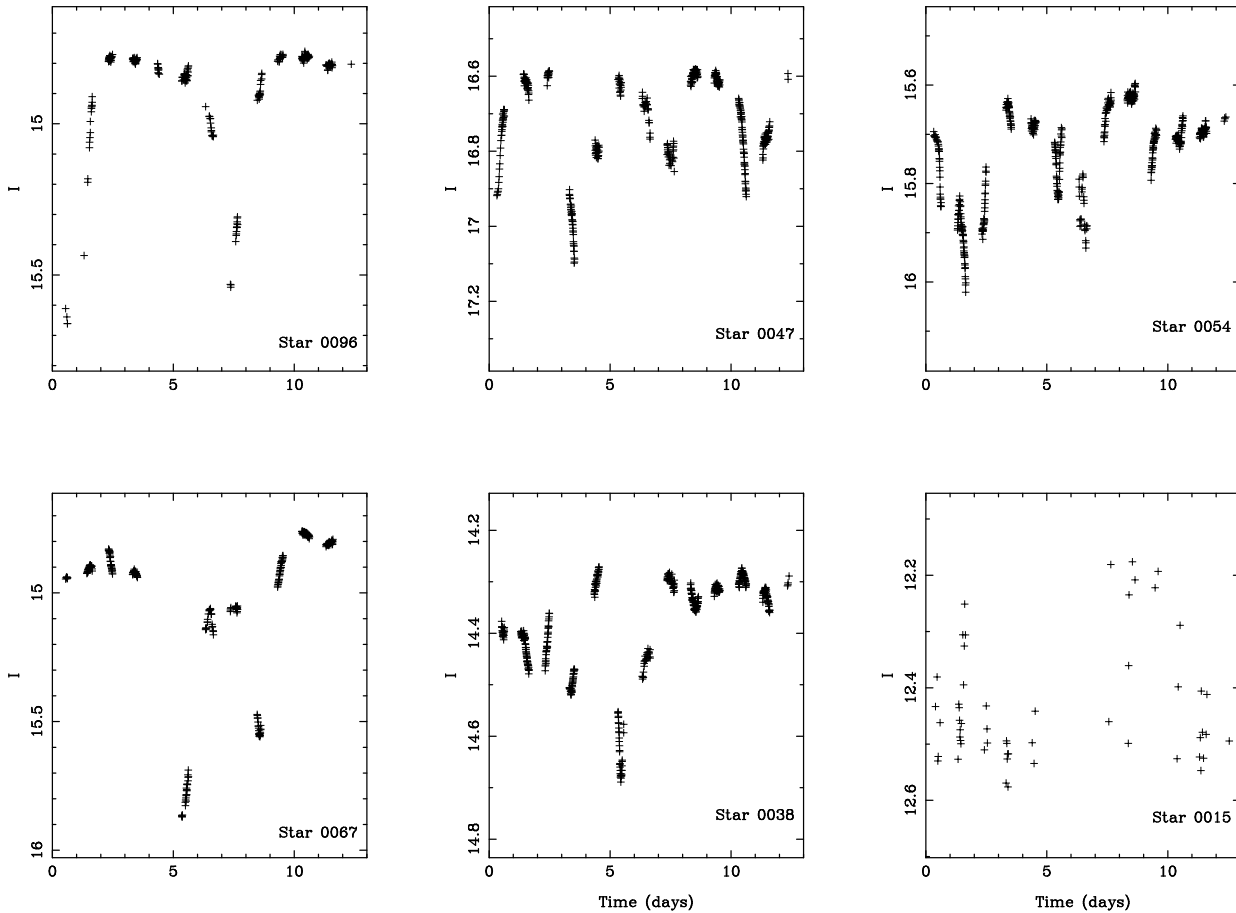 I
15
15.5
0
5
10
Star 0096
I
16.6
16.8
17
17.2
0
5
10
Star 0047
I
15.6
15.8
16
0
5
10
Star 0054
I
15
15.5
16
0
5
10
Star 0067
I
14.2
14.4
14.6
14.8
0
5
10
Star 0038
Time (days)
I
12.2
12.4
12.6
0
5
10
Star 0015
Time (days)